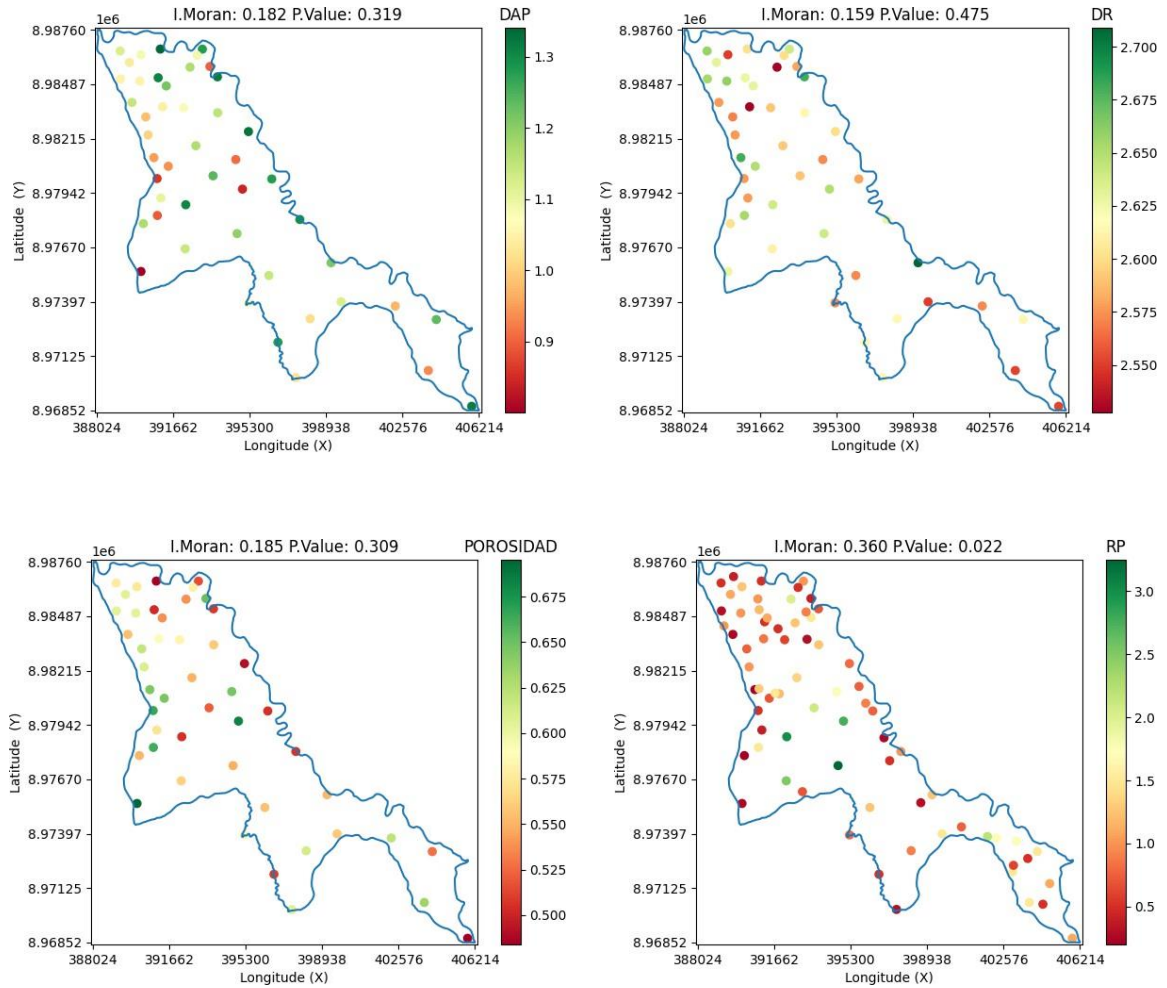 I.Moran: 0.182 P.Value: 0.319
DAP
1e6
8.98760
8.98487
8.98215
8.97942
8.97670
8.97397
8.97125
8.96852
Latitude (Y)
388024 391662 395300 398938 402576 406214
Longitude (X)
1.3
1.2
1.1
1.0
0.9
I.Moran: 0.159 P.Value: 0.475
DR
1e6
8.98760
8.98487
8.98215
8.97942
8.97670
8.97397
8.97125
8.96852
Latitude (Y)
388024 391662 395300 398938 402576 406214
Longitude (X)
2.700
2.675
2.650
2.625
2.600
2.575
2.550
I.Moran: 0.185 P.Value: 0.309
POROSIDAD
1e6
8.98760
8.98487
8.98215
8.97942
8.97670
8.97397
8.97125
8.96852
Latitude (Y)
388024 391662 395300 398938 402576 406214
Longitude (X)
0.675
0.650
0.625
0.600
0.575
0.550
0.525
0.500
I.Moran: 0.360 P.Value: 0.022
RP
1e6
8.98760
8.98487
8.98215
8.97942
8.97670
8.97397
8.97125
8.96852
Latitude (Y)
388024 391662 395300 398938 402576 406214
Longitude (X)
3.0
2.5
2.0
1.5
1.0
0.5